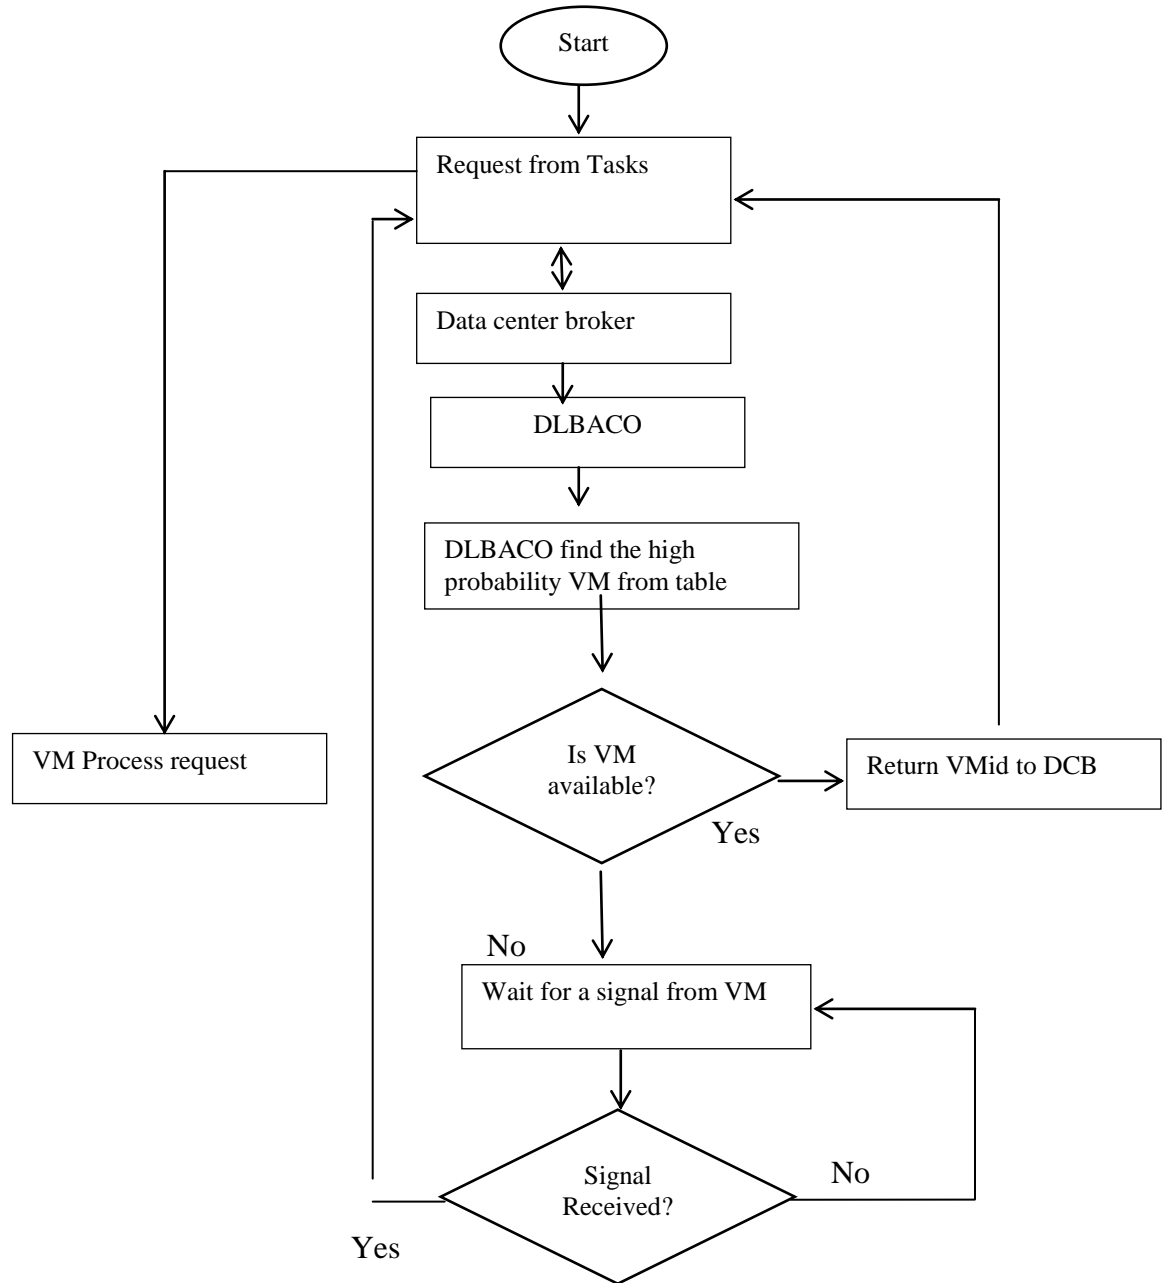 Start
Request from Tasks
Data center broker
DLBACO
DLBACO find the high
probability VM from table
VM Process request
Is VM
available?
Return VMid to DCB
Yes
No
Wait for a signal from VM
Signal
Received?
No
Yes